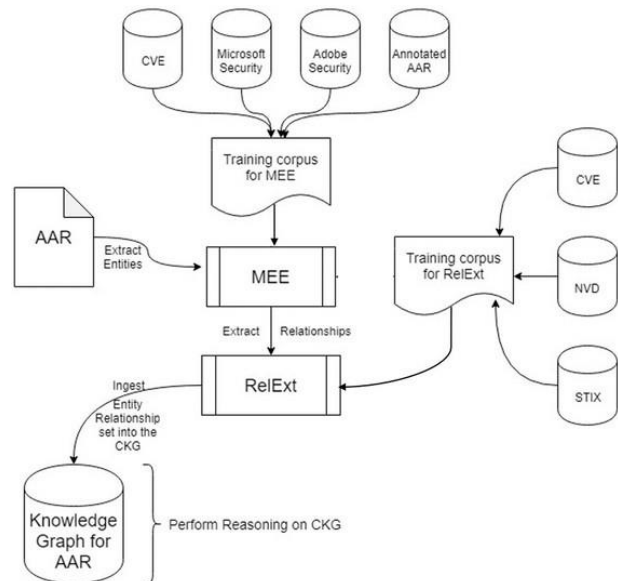 CVE
Microsoft
Security
Adobe
Security
Annotated
AAR
Training corpus
for MEE
CVE
AAR
Extract
Entities
MEE
Training corpus
for RelExt
NVD
Extract Relationships
RelExt
STIX
Ingest
Entity
Relationship
set into the
CKG
Knowledge
Graph for
AAR
Perform Reasoning on CKG